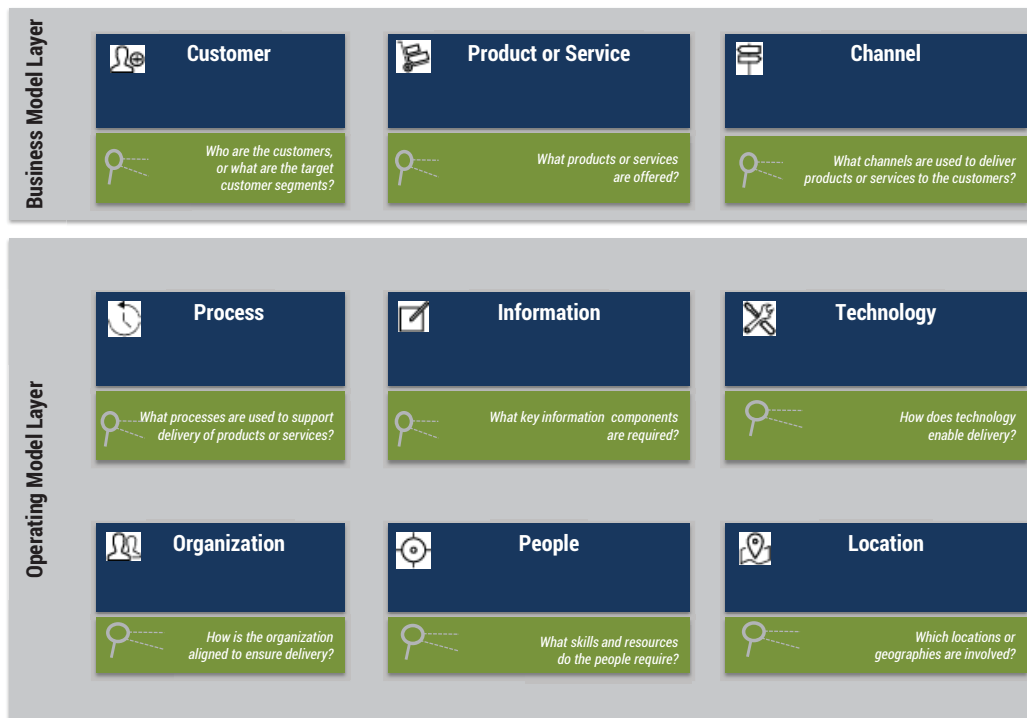 Business Model Layer
Customer
Who are the customers,
or what are the target
customer segments?
Product or Service
What products or services
are offered?
Channel
What channels are used to deliver
products or services to the customers?
Operating Model Layer
Process
What processes are used to support
delivery of products or services?
Information
What key information components
are required?
Technology
How does technology
enable delivery?
Organization
How is the organization
aligned to ensure delivery?
People
What skills and resources
do the people require?
Location
Which locations or
geographies are involved?